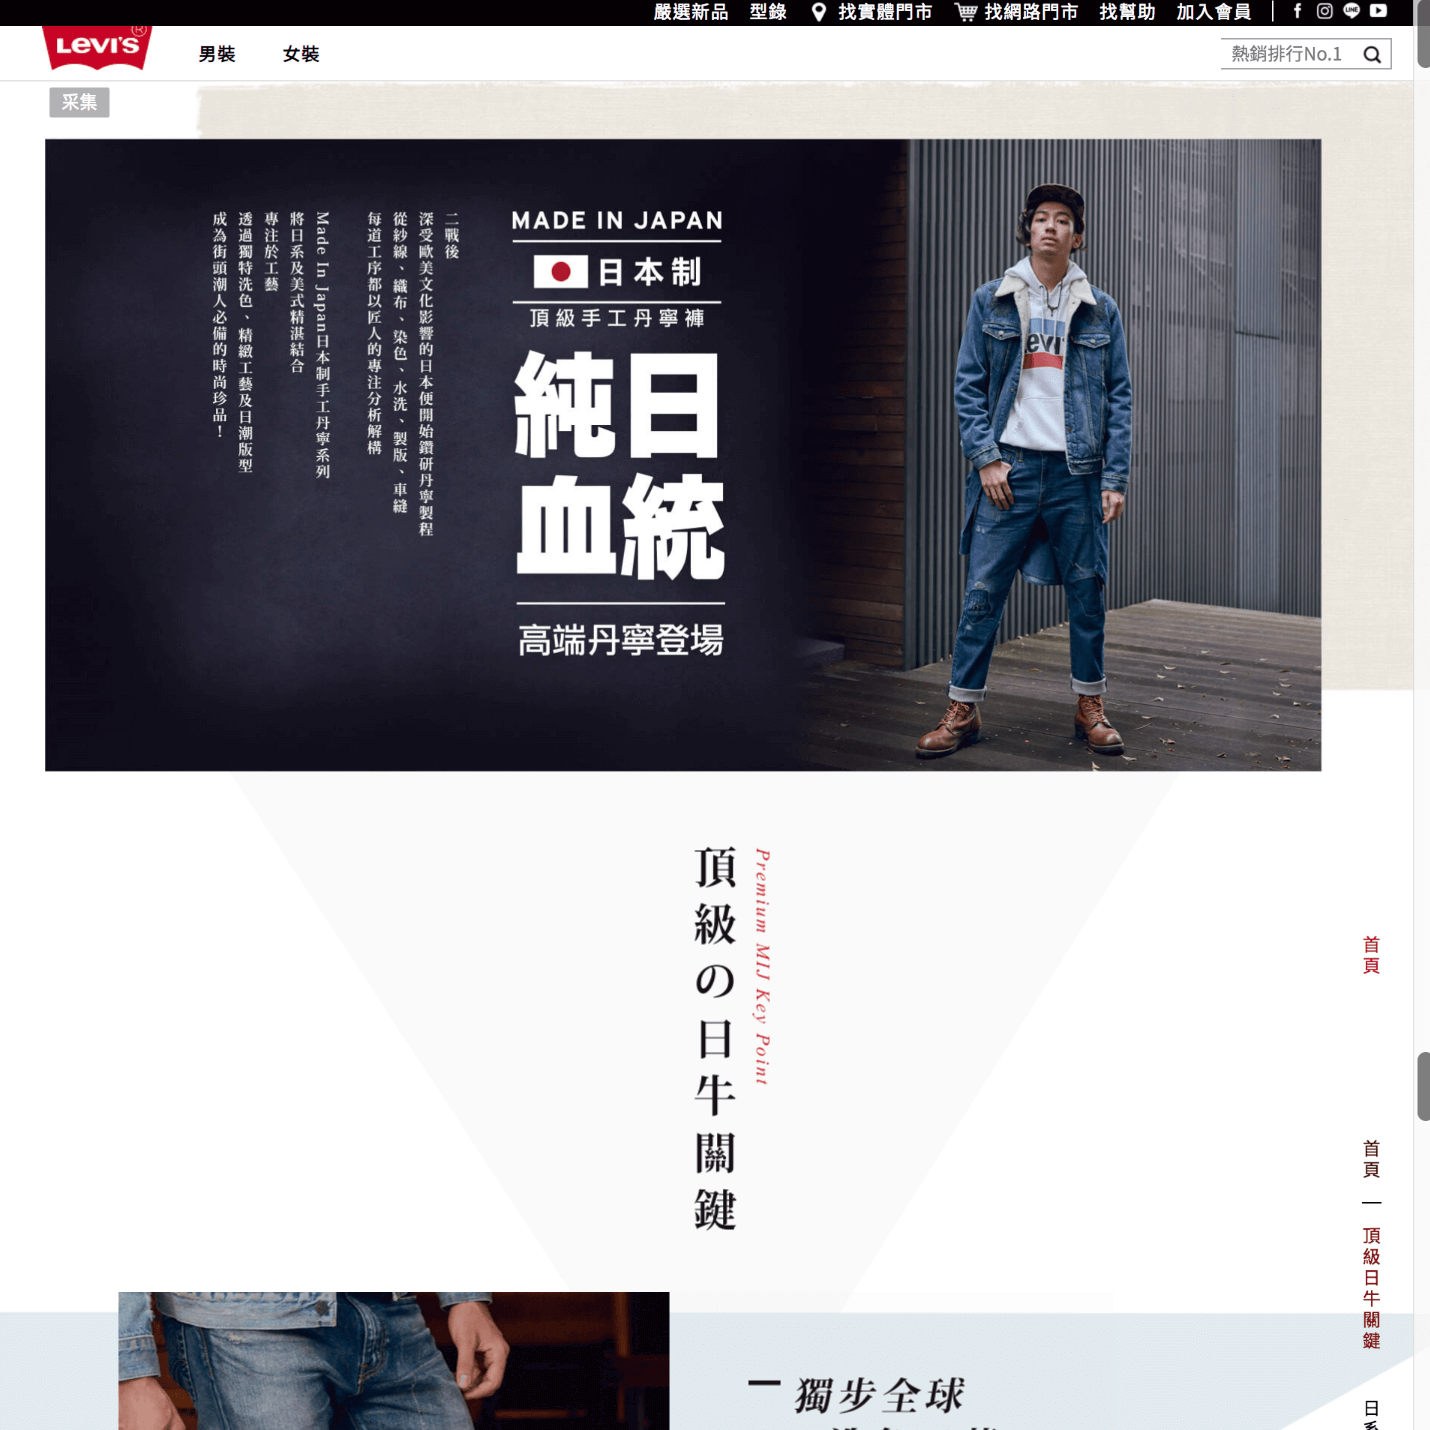 嚴選新品 型錄 找實體門市 找網路門市 找幫助 加入會員
LEVI'S®
男裝 女裝
熱銷排行No.1
采集
MADE IN JAPAN
日本制
頂級手工丹寧褲
純日
血統
高端丹寧登場
二戰後
深受歐美文化影響的日本便開始鑽研丹寧製程
從紗線、織布、染色、水洗、製版、車縫
每道工序都以匠人的專注分析解構
Made In Japan日本制手工丹寧系列
將日系及美式精湛結合
專注於工藝
透過獨特洗色、精緻工藝及日潮版型
成為街頭潮人必備的時尚珍品！
Premium MIJ Key Point
頂級の日牛關鍵
首頁
首頁
頂級日牛關鍵
日
獨步全球